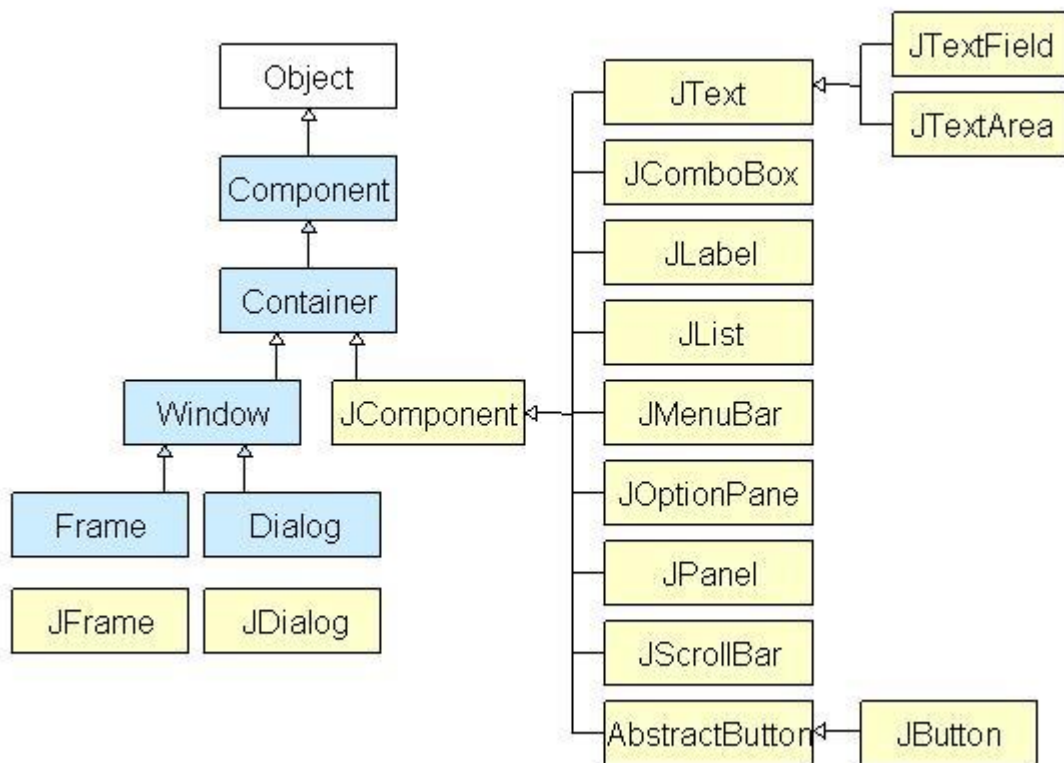 Object
Component
Container
Window
JComponent
Frame
Dialog
JFrame
JDialog
JText
JComboBox
JLabel
JList
JMenuBar
JOptionPane
JPanel
JScrollBar
AbstractButton
JTextField
JTextArea
JButton